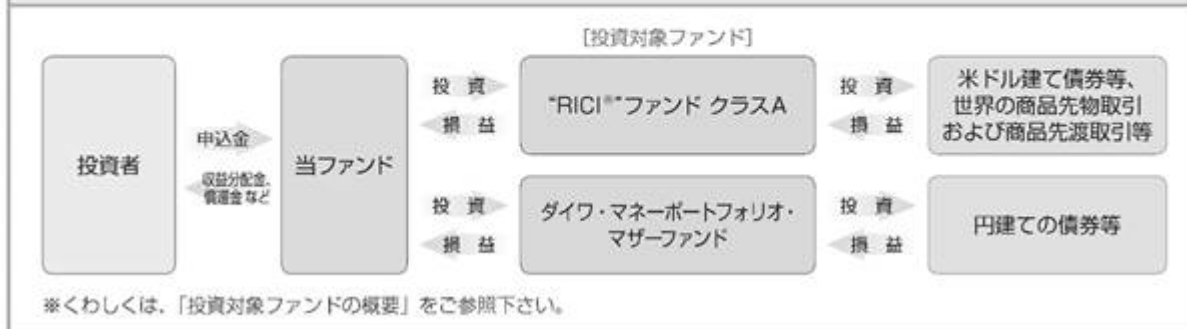 [投資対象ファンド]
投資者
申込金
収益分配金、
償還金 など
当ファンド
投 資
損 益
"RICI®"ファンド クラスA
投 資
損 益
米ドル建て債券等、
世界の商品先物取引
および商品先渡取引等
投 資
損 益
ダイワ・マネーポートフォリオ・
マザーファンド
投 資
損 益
円建ての債券等
※くわしくは、「投資対象ファンドの概要」をご参照下さい。